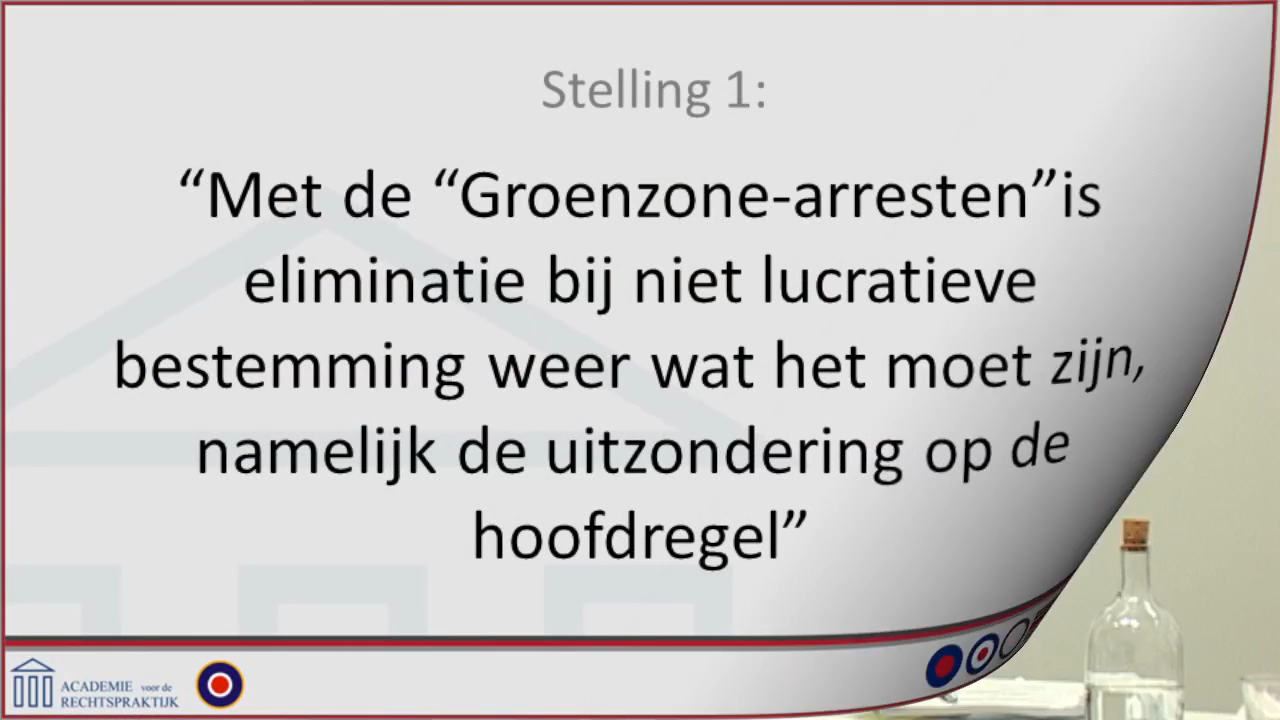 Stelling 1:
“Met de “Groenzone-arresten”is
eliminatie bij niet lucratieve
bestemming weer wat het moet zijn,
namelijk de uitzondering op de
hoofdregel”
ACADEMIE voor de
RECHTSPRAKTIJK